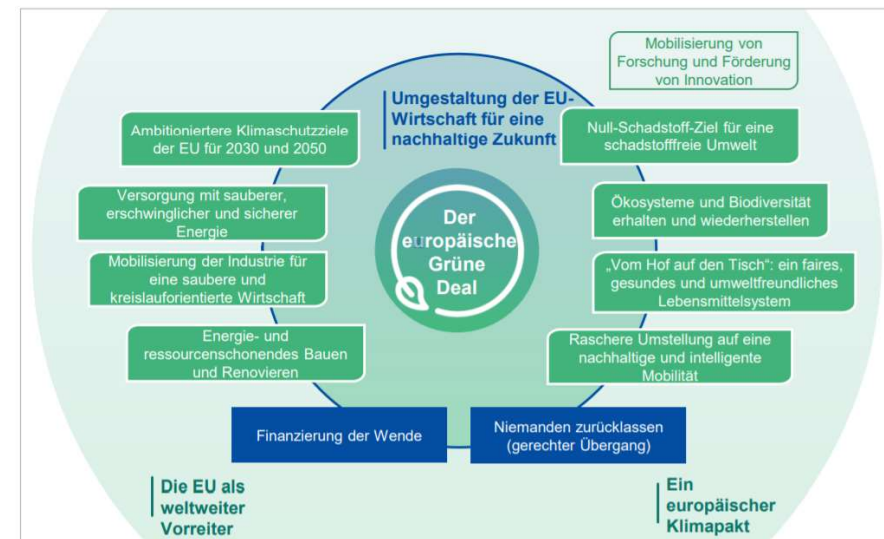 Mobilisierung von
Forschung und Förderung
von Innovation
Umgestaltung der EU-
Wirtschaft für eine
nachhaltige Zukunft
Ambitioniertere Klimaschutzziele
der EU für 2030 und 2050
Null-Schadstoff-Ziel für eine
schadstofffreie Umwelt
Versorgung mit sauberer,
erschwinglicher und sicherer
Energie
Ökosysteme und Biodiversität
erhalten und wiederherstellen
Der
europäische
Grüne
Deal
Mobilisierung der Industrie für
eine saubere und
kreislauforientierte Wirtschaft
„Vom Hof auf den Tisch“: ein faires,
gesundes und umweltfreundliches
Lebensmittelsystem
Energie- und
ressourcenschonendes Bauen
und Renovieren
Raschere Umstellung auf eine
nachhaltige und intelligente
Mobilität
Finanzierung der Wende
Niemanden zurücklassen
(gerechter Übergang)
Die EU als
weltweiter
Vorreiter
Ein
europäischer
Klimapakt